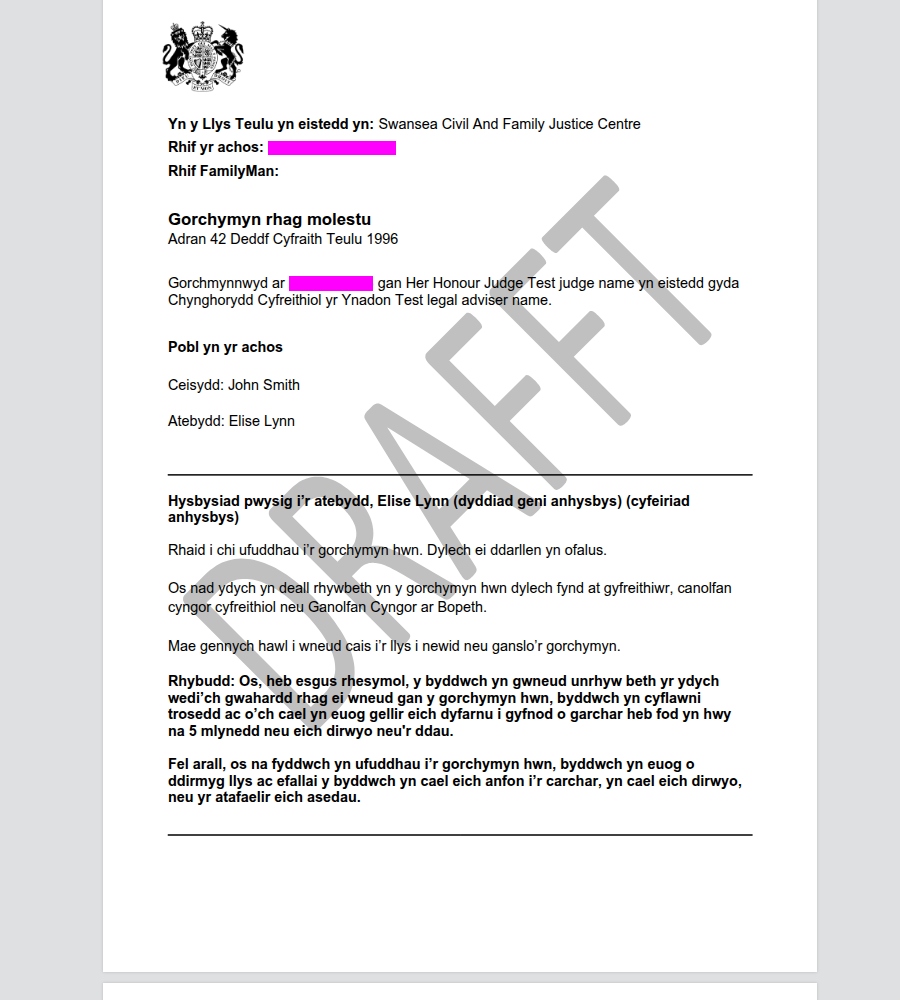 Yn y Llys Teulu yn eistedd yn: Swansea Civil And Family Justice Centre
Rhif yr achos:
Rhif FamilyMan:
Gorchymyn rhag molestu
Adran 42 Deddf Cyfraith Teulu 1996
Gorchmynnwyd ar gan Her Honour Judge Test judge name yn eistedd gyda
Chynghorydd Cyfreithiol yr Ynadon Test legal adviser name.
Pobl yn yr achos
Ceisydd: John Smith
Atebydd: Elise Lynn
Hysbysiad pwysig i’r atebydd, Elise Lynn (dyddiad geni anhysbys) (cyfeiriad
anhysbys)
Rhaid i chi ufuddhau i’r gorchymyn hwn. Dylech ei ddarllen yn ofalus.
Os nad ydych yn deall rhywbeth yn y gorchymyn hwn dylech fynd at gyfreithiwr, canolfan
cyngor cyfreithiol neu Ganolfan Cyngor ar Bopeth.
Mae gennych hawl i wneud cais i’r llys i newid neu ganslo’r gorchymyn.
Rhybudd: Os, heb esgus rhesymol, y byddwch yn gwneud unrhyw beth yr ydych
wedi’ch gwahardd rhag ei wneud gan y gorchymyn hwn, byddwch yn cyflawni
trosedd ac o’ch cael yn euog gellir eich dyfarnu i gyfnod o garchar heb fod yn hwy
na 5 mlynedd neu eich dirwyo neu'r ddau.
Fel arall, os na fyddwch yn ufuddhau i’r gorchymyn hwn, byddwch yn euog o
ddirmyg llys ac efallai y byddwch yn cael eich anfon i’r carchar, yn cael eich dirwyo,
neu yr atafaelir eich asedau.
DRAFFT